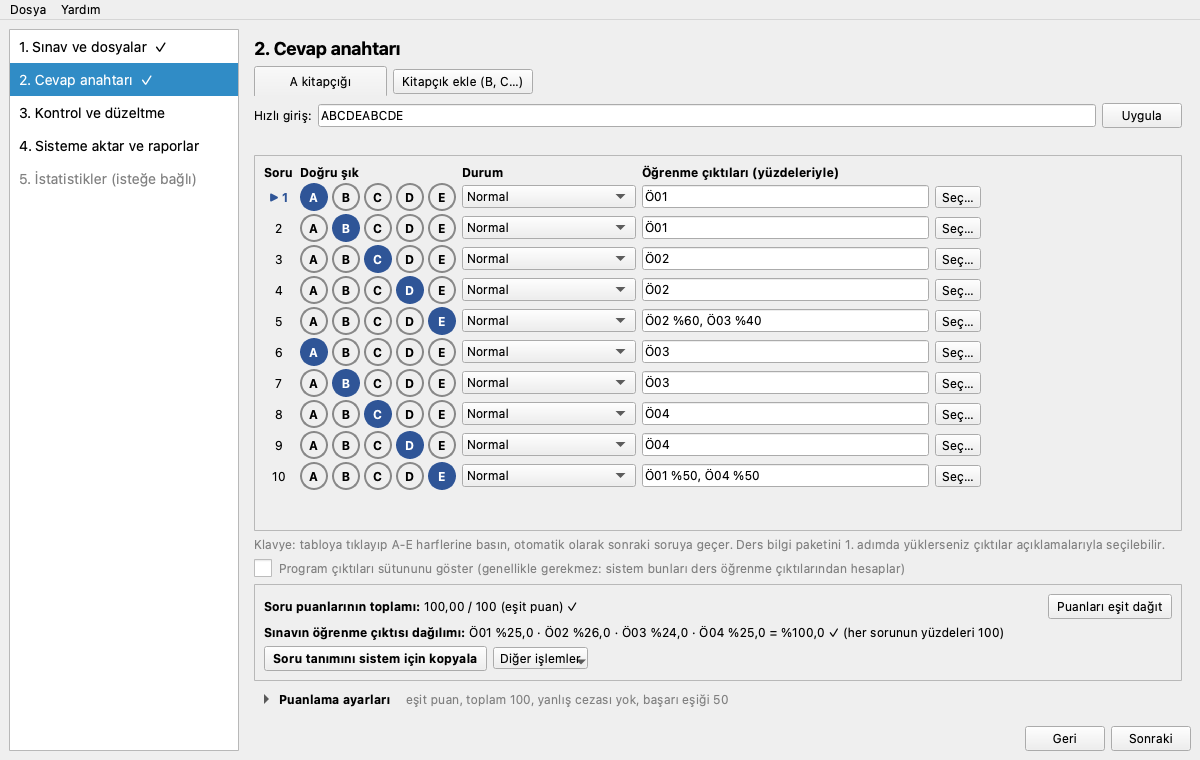 Dosya Yardım
1. Sınav ve dosyalar ✓
2. Cevap anahtarı ✓
3. Kontrol ve düzeltme
4. Sisteme aktar ve raporlar
5. İstatistikler (isteğe bağlı)
2. Cevap anahtarı
A kitapçığı Kitapçık ekle (B, C...)
Hızlı giriş: ABCDEABCDE Uygula
Soru Doğru şık Durum Öğrenme çıktıları (yüzdeleriyle)
▶ 1 A B C D E Normal Ö01 Seç...
2 A B C D E Normal Ö01 Seç...
3 A B C D E Normal Ö02 Seç...
4 A B C D E Normal Ö02 Seç...
5 A B C D E Normal Ö02 %60, Ö03 %40 Seç...
6 A B C D E Normal Ö03 Seç...
7 A B C D E Normal Ö03 Seç...
8 A B C D E Normal Ö04 Seç...
9 A B C D E Normal Ö04 Seç...
10 A B C D E Normal Ö01 %50, Ö04 %50 Seç...
Klavye: tabloya tıklayıp A-E harflerine basın, otomatik olarak sonraki soruya geçer. Ders bilgi paketini 1. adımda yüklerseniz çıktılar açıklamalarıyla seçilebilir.
Program çıktıları sütununu göster (genellikle gerekmez: sistem bunları ders öğrenme çıktılarından hesaplar)
Soru puanlarının toplamı: 100,00 / 100 (eşit puan) ✓ Puanları eşit dağıt
Sınavın öğrenme çıktısı dağılımı: Ö01 %25,0 · Ö02 %26,0 · Ö03 %24,0 · Ö04 %25,0 = %100,0 ✓ (her sorunun yüzdeleri 100)
Soru tanımını sistem için kopyala Diğer işlemler
Puanlama ayarları eşit puan, toplam 100, yanlış cezası yok, başarı eşiği 50
Geri Sonraki